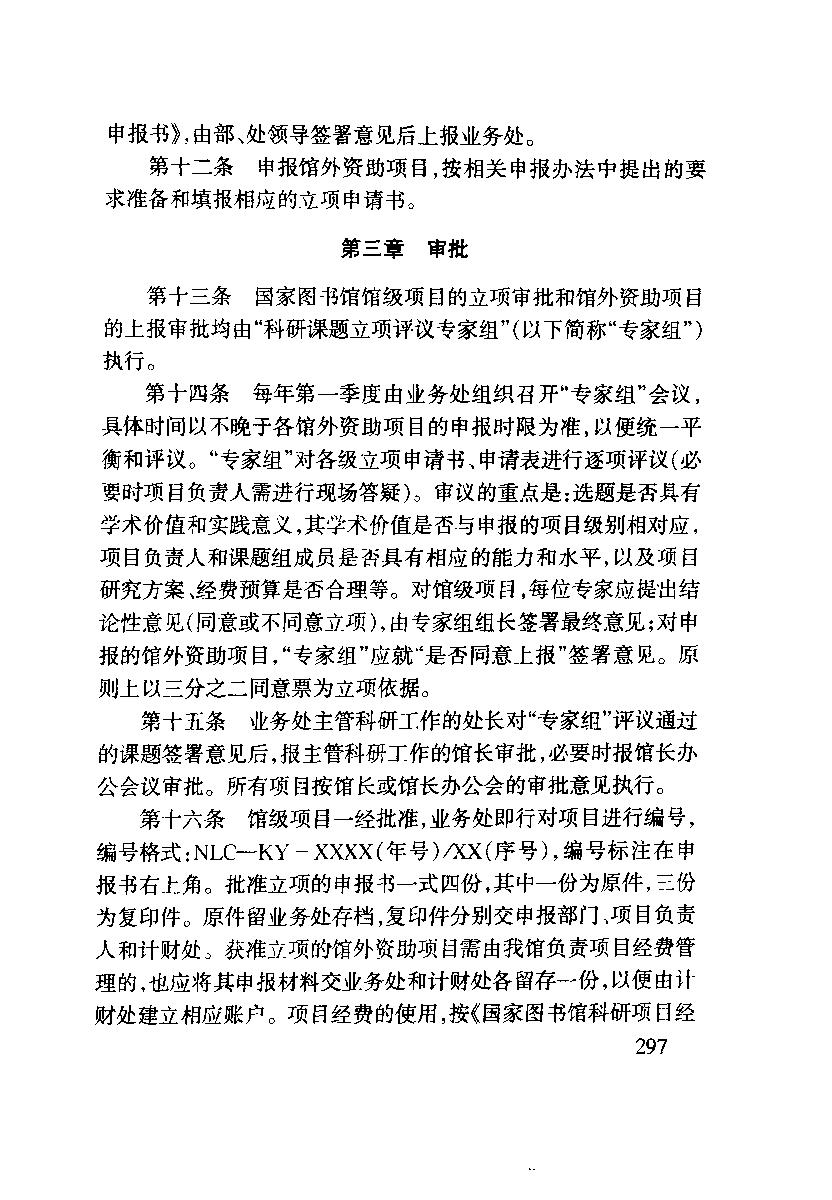 申报书》,由部、处领导签署意见后上报业务处。
第十二条　申报馆外资助项目,按相关申报办法中提出的要
求准备和填报相应的立项申请书。
第三章　审批
第十三条　国家图书馆馆级项目的立项审批和馆外资助项目
的上报审批均由“科研课题立项评议专家组”(以下简称“专家组”)
执行。
第十四条　每年第一季度由业务处组织召开“专家组”会议,
具体时间以不晚于各馆外资助项目的申报时限为准,以便统一平
衡和评议。“专家组”对各级立项申请书、申请表进行逐项评议(必
要时项目负责人需进行现场答疑)。审议的重点是:选题是否具有
学术价值和实践意义,其学术价值是否与申报的项目级别相对应,
项目负责人和课题组成员是否具有相应的能力和水平,以及项目
研究方案、经费预算是否合理等。对馆级项目,每位专家应提出结
论性意见(同意或不同意立项),由专家组组长签署最终意见;对申
报的馆外资助项目,“专家组”应就“是否同意上报”签署意见。原
则上以三分之二同意票为立项依据。
第十五条　业务处主管科研工作的处长对“专家组”评议通过
的课题签署意见后,报主管科研工作的馆长审批,必要时报馆长办
公会议审批。所有项目按馆长或馆长办公会的审批意见执行。
第十六条　馆级项目一经批准,业务处即行对项目进行编号,
编号格式:NLC—KY－XXXX(年号)/XX(序号),编号标注在申
报书右上角。批准立项的申报书一式四份,其中一份为原件,三份
为复印件。原件留业务处存档,复印件分别交申报部门、项目负责
人和计财处。获准立项的馆外资助项目需由我馆负责项目经费管
理的,也应将其申报材料交业务处和计财处各留存一份,以便由计
财处建立相应账户。项目经费的使用,按《国家图书馆科研项目经
297